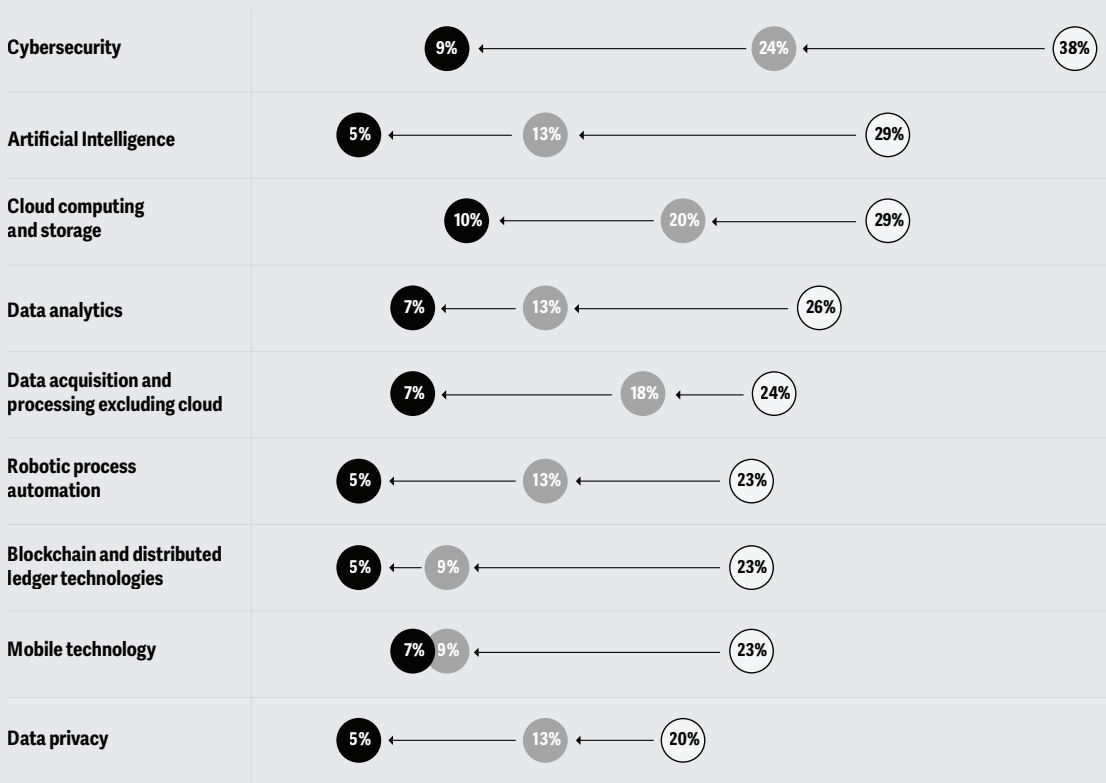 Cybersecurity
9% 24% 38%
Artificial Intelligence
5% 13% 29%
Cloud computing
and storage
10% 20% 29%
Data analytics
7% 13% 26%
Data acquisition and
processing excluding cloud
7% 18% 24%
Robotic process
automation
5% 13% 23%
Blockchain and distributed
ledger technologies
5% 9% 23%
Mobile technology
7% 9% 23%
Data privacy
5% 13% 20%